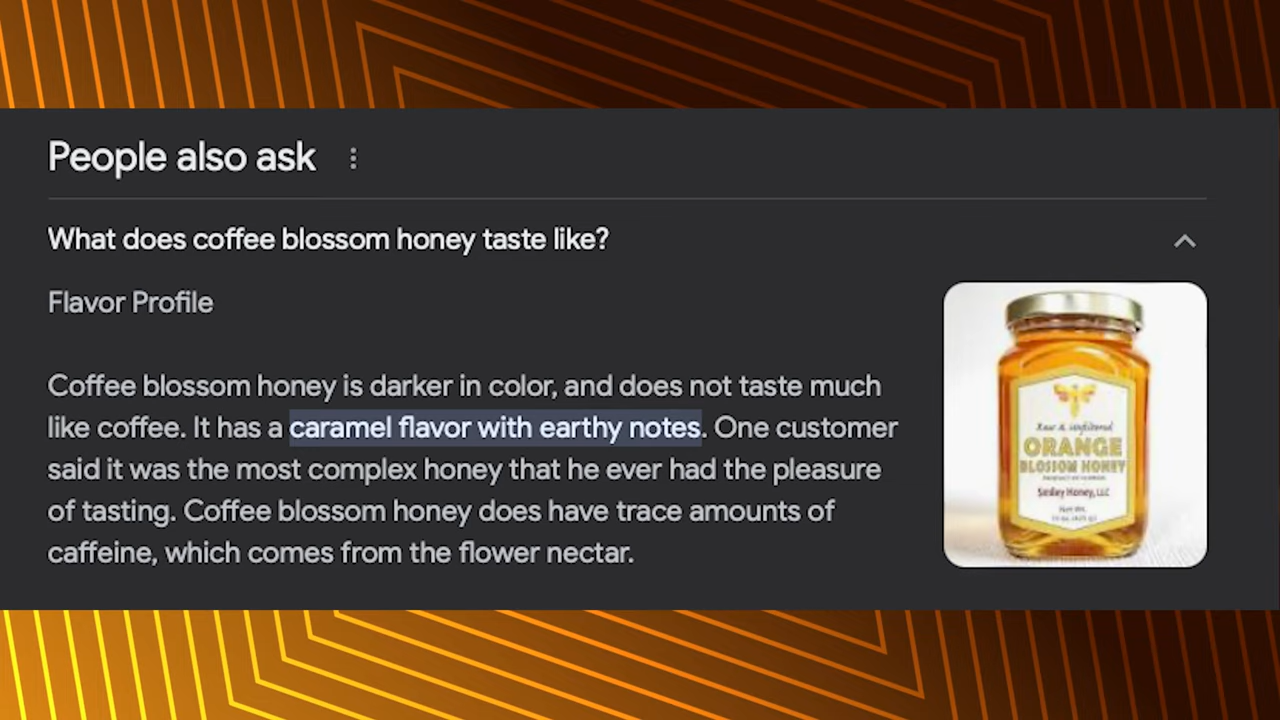 People also ask
What does coffee blossom honey taste like?
Flavor Profile
Coffee blossom honey is darker in color, and does not taste much
like coffee. It has a caramel flavor with earthy notes. One customer
said it was the most complex honey that he ever had the pleasure
of tasting. Coffee blossom honey does have trace amounts of
caffeine, which comes from the flower nectar.
Raw & Unfiltered
ORANGE
BLOSSOM HONEY
Smiley Honey, LLC
Net Wt.